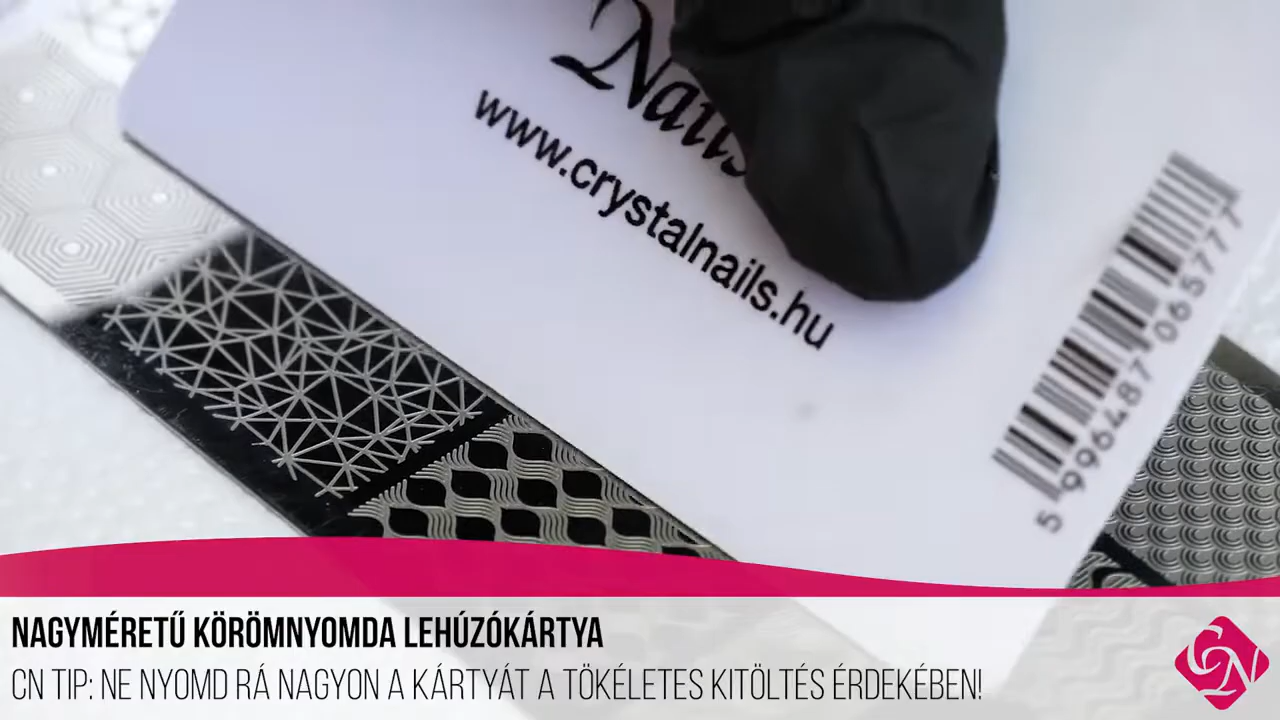 Nails
www.crystalnails.hu
5 996487 065777
NAGYMÉRETŰ KÖRÖMNYOMDA LEHÚZÓKÁRTYA
CN TIP: NE NYOMD RÁ NAGYON A KÁRTYÁT A TÖKÉLETES KITÖLTÉS ÉRDEKÉBEN!
CN